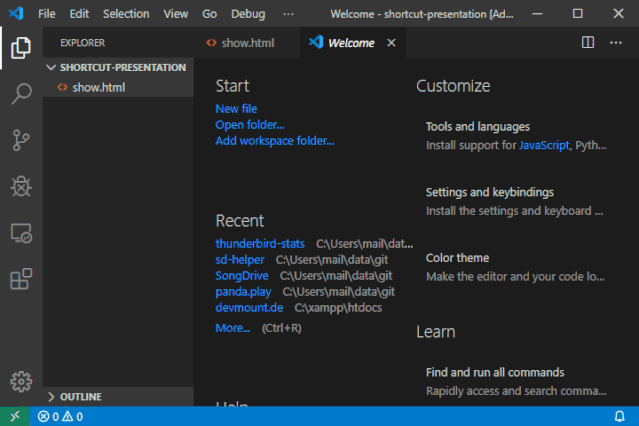 File Edit Selection View Go Debug ··· Welcome - shortcut-presentation [Ad...
EXPLORER
show.html
Welcome
SHORTCUT-PRESENTATION
show.html
Start
New file
Open folder...
Add workspace folder...
Recent
thunderbird-stats C:\Users\mail\dat...
sd-helper C:\Users\mail\data\git
SongDrive C:\Users\mail\data\git
panda.play C:\Users\mail\data\git
devmount.de C:\xampp\htdocs
More... (Ctrl+R)
Help
Customize
Tools and languages
Install support for JavaScript, Pyth...
Settings and keybindings
Install the settings and keyboard ...
Color theme
Make the editor and your code lo...
Learn
Find and run all commands
Rapidly access and search comma...
OUTLINE
0 0